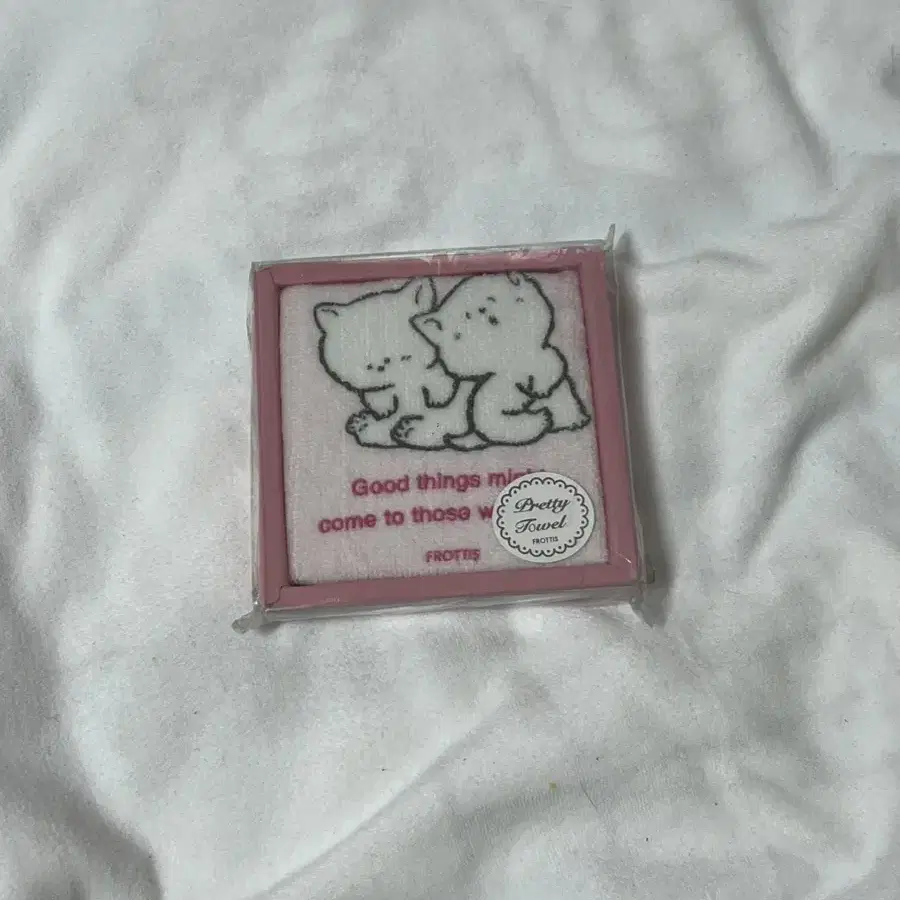 Good things
come to those
FROTTIS
Pretty
Towel
FROTTIS